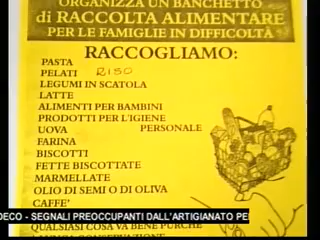 ORGANIZZA UN BANCHETTO
di RACCOLTA ALIMENTARE
PER LE FAMIGLIE IN DIFFICOLTÀ
RACCOGLIAMO:
PASTA
PELATI RISO
LEGUMI IN SCATOLA
LATTE
ALIMENTI PER BAMBINI
PRODOTTI PER L'IGIENE
PERSONALE
UOVA
FARINA
BISCOTTI
FETTE BISCOTTATE
MARMELLATE
OLIO DI SEMI O DI OLIVA
CAFFE'
DECO - SEGNALI PREOCCUPANTI DALL'ARTIGIANATO PE
QUALSIASI COSA VA BENE PURCHE'